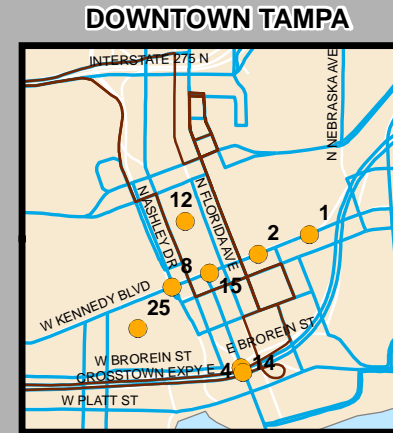 DOWNTOWN TAMPA
INTERSTATE 275 N
N NEBRASKA AVE
12
N ASHLEY DR
N FLORIDA AVE
1
2
8
15
W KENNEDY BLVD
25
E BROREIN ST
W BROREIN ST
4
14
CROSSTOWN EXPY E
W PLATT ST